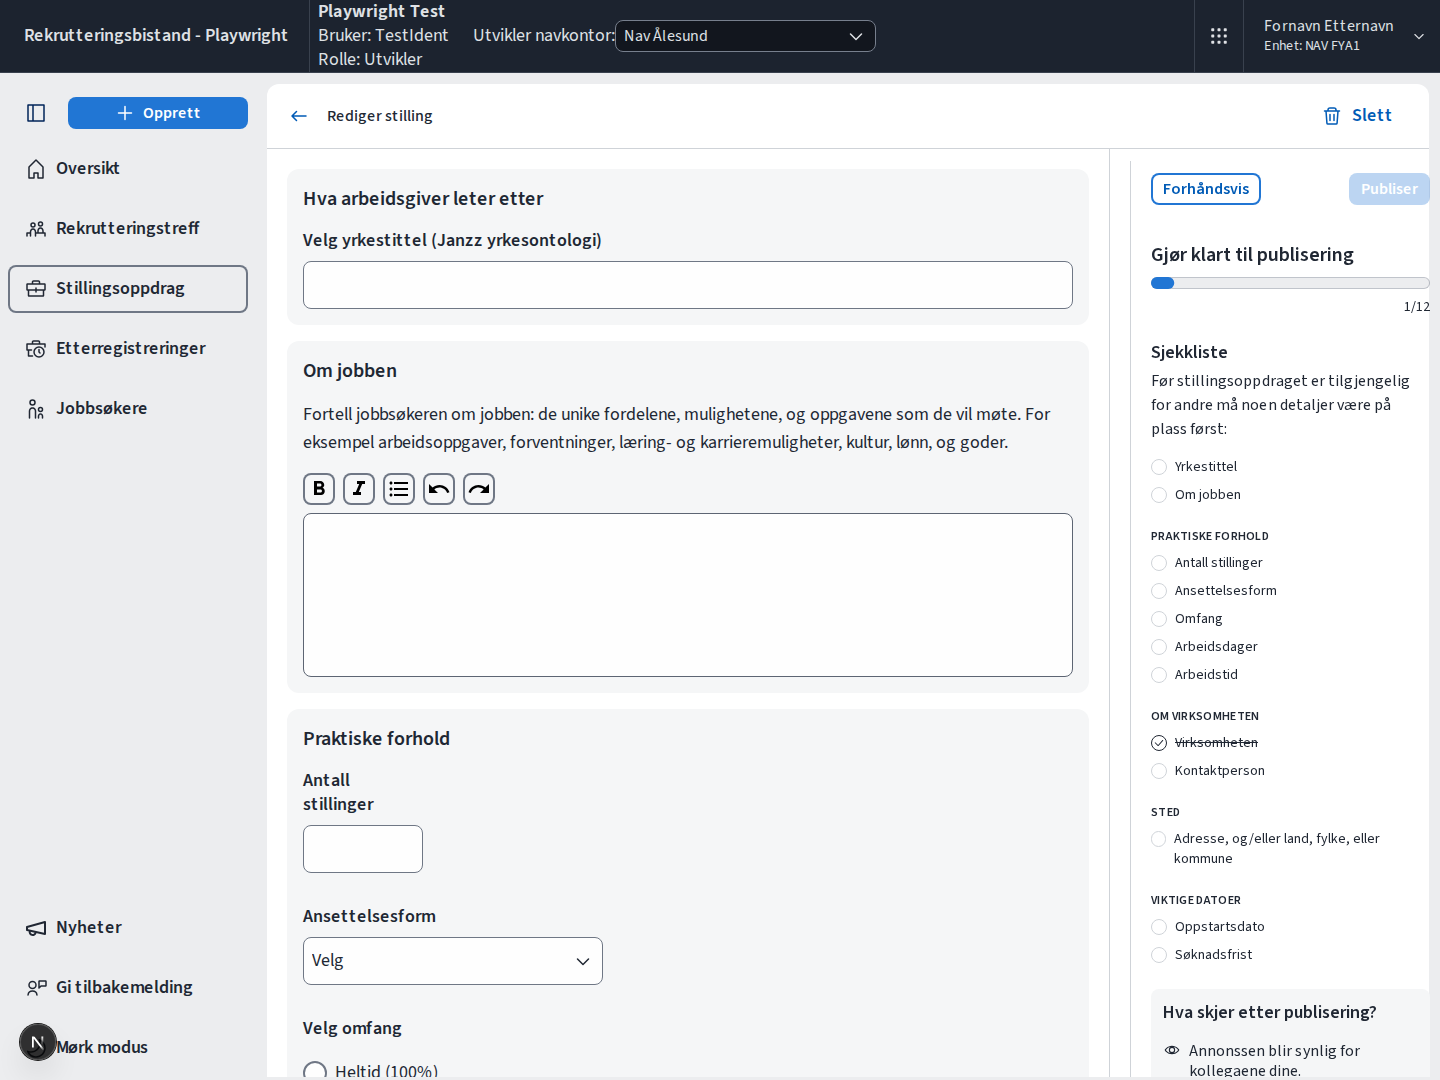 Rekrutteringsbistand - Playwright
Playwright Test
Bruker: TestIdent
Rolle: Utvikler
Utvikler navkontor:
Nav Ålesund
Fornavn Etternavn
Enhet: NAV FYA1
Opprett
Oversikt
Rekrutteringstreff
Stillingsoppdrag
Etterregistreringer
Jobbsøkere
Nyheter
Gi tilbakemelding
N
Mørk modus
Rediger stilling
Slett
Hva arbeidsgiver leter etter
Velg yrkestittel (Janzz yrkesontologi)
Om jobben
Fortell jobbsøkeren om jobben: de unike fordelene, mulighetene, og oppgavene som de vil møte. For
eksempel arbeidsoppgaver, forventninger, læring- og karrieremuligheter, kultur, lønn, og goder.
B I
Praktiske forhold
Antall
stillinger
Ansettelsesform
Velg
Velg omfang
Heltid (100%)
Forhåndsvis
Publiser
Gjør klart til publisering
1/12
Sjekkliste
Før stillingsoppdraget er tilgjengelig
for andre må noen detaljer være på
plass først:
Yrkestittel
Om jobben
PRAKTISKE FORHOLD
Antall stillinger
Ansettelsesform
Omfang
Arbeidsdager
Arbeidstid
OM VIRKSOMHETEN
Virksomheten
Kontaktperson
STED
Adresse, og/eller land, fylke, eller
kommune
VIKTIGE DATOER
Oppstartsdato
Søknadsfrist
Hva skjer etter publisering?
Annonssen blir synlig for
kollegaene dine.